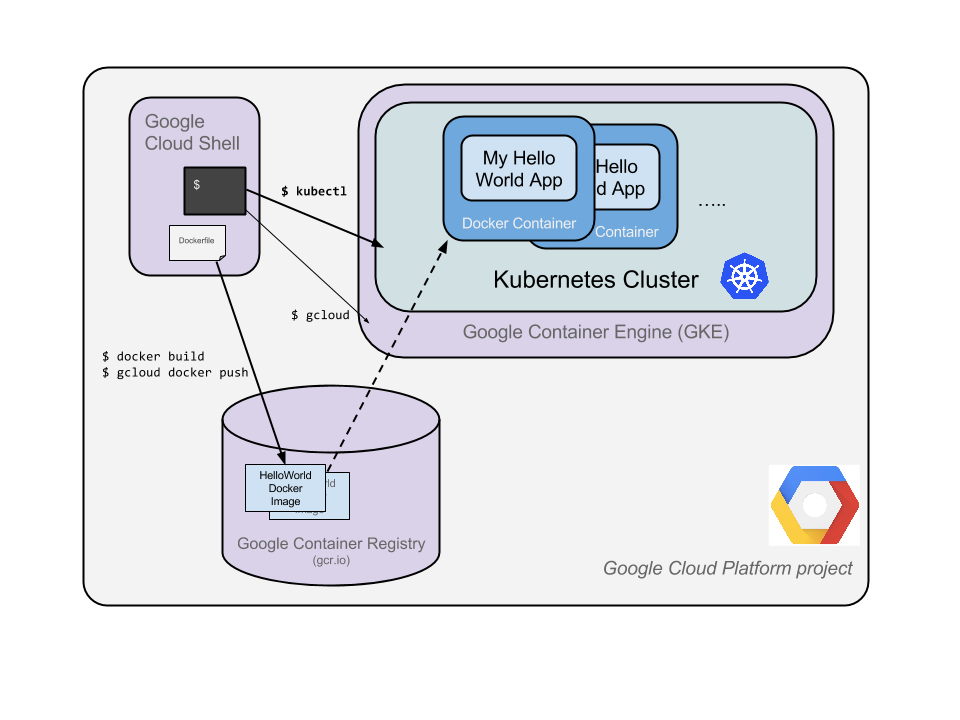 Google
Cloud Shell
$
Dockerfile
$ kubectl
$ gcloud
$ docker build
$ gcloud docker push
My Hello
World App
Docker Container
Hello
d App
Container
.....
Kubernetes Cluster
Google Container Engine (GKE)
HelloWorld
Docker
Image
rld
Image
Google Container Registry
(gcr.io)
Google Cloud Platform project